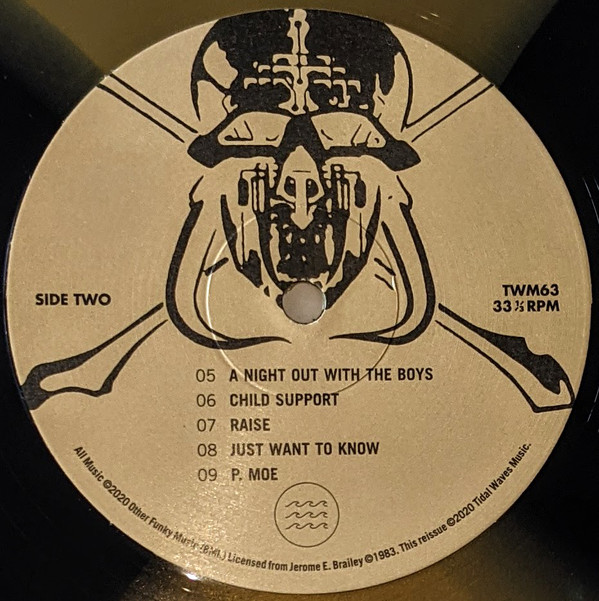 SIDE TWO
TWM63
33 ⅓ RPM
05 A NIGHT OUT WITH THE BOYS
06 CHILD SUPPORT
07 RAISE
08 JUST WANT TO KNOW
09 P. MOE
All Music ©2020 Other Funky Music (BMI.) Licensed from Jerome E. Brailey ©1983. This reissue ©2020 Tidal Waves Music.